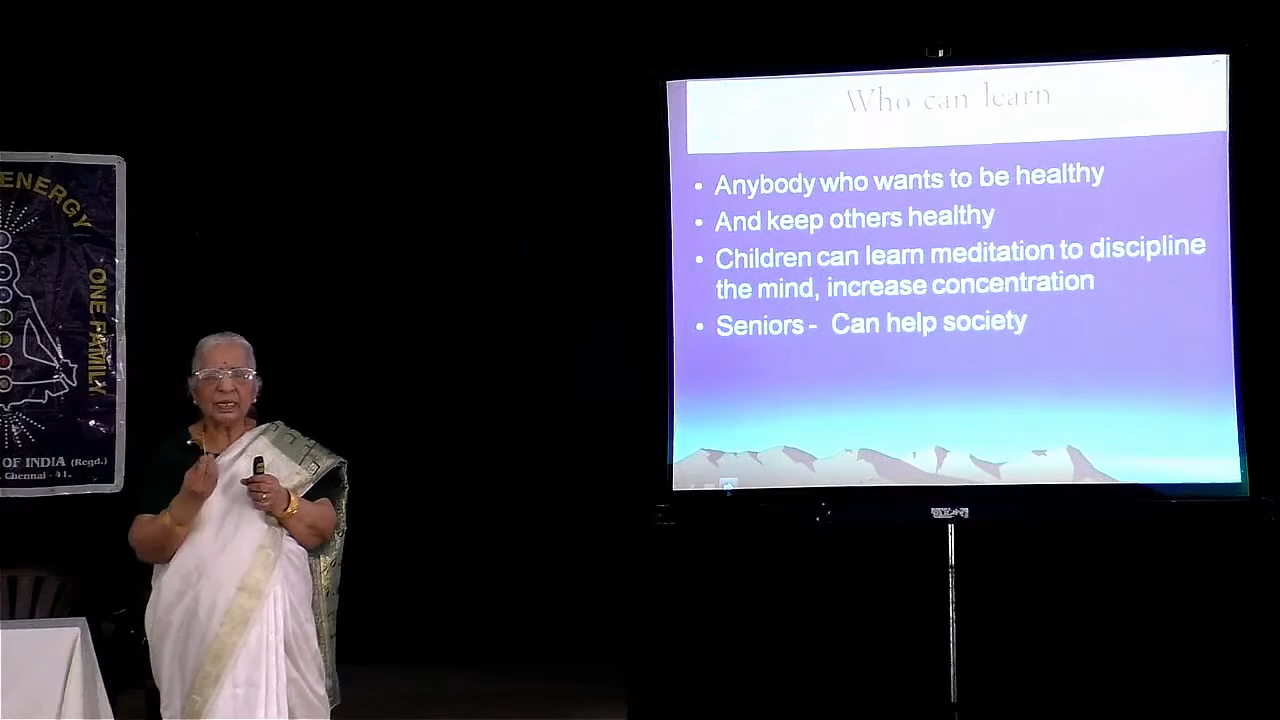 ENERGY
ONE FAMILY
OF INDIA (Regd.)
Chennai - 41.
Who can learn
• Anybody who wants to be healthy
• And keep others healthy
• Children can learn meditation to discipline
the mind, increase concentration
• Seniors - Can help society